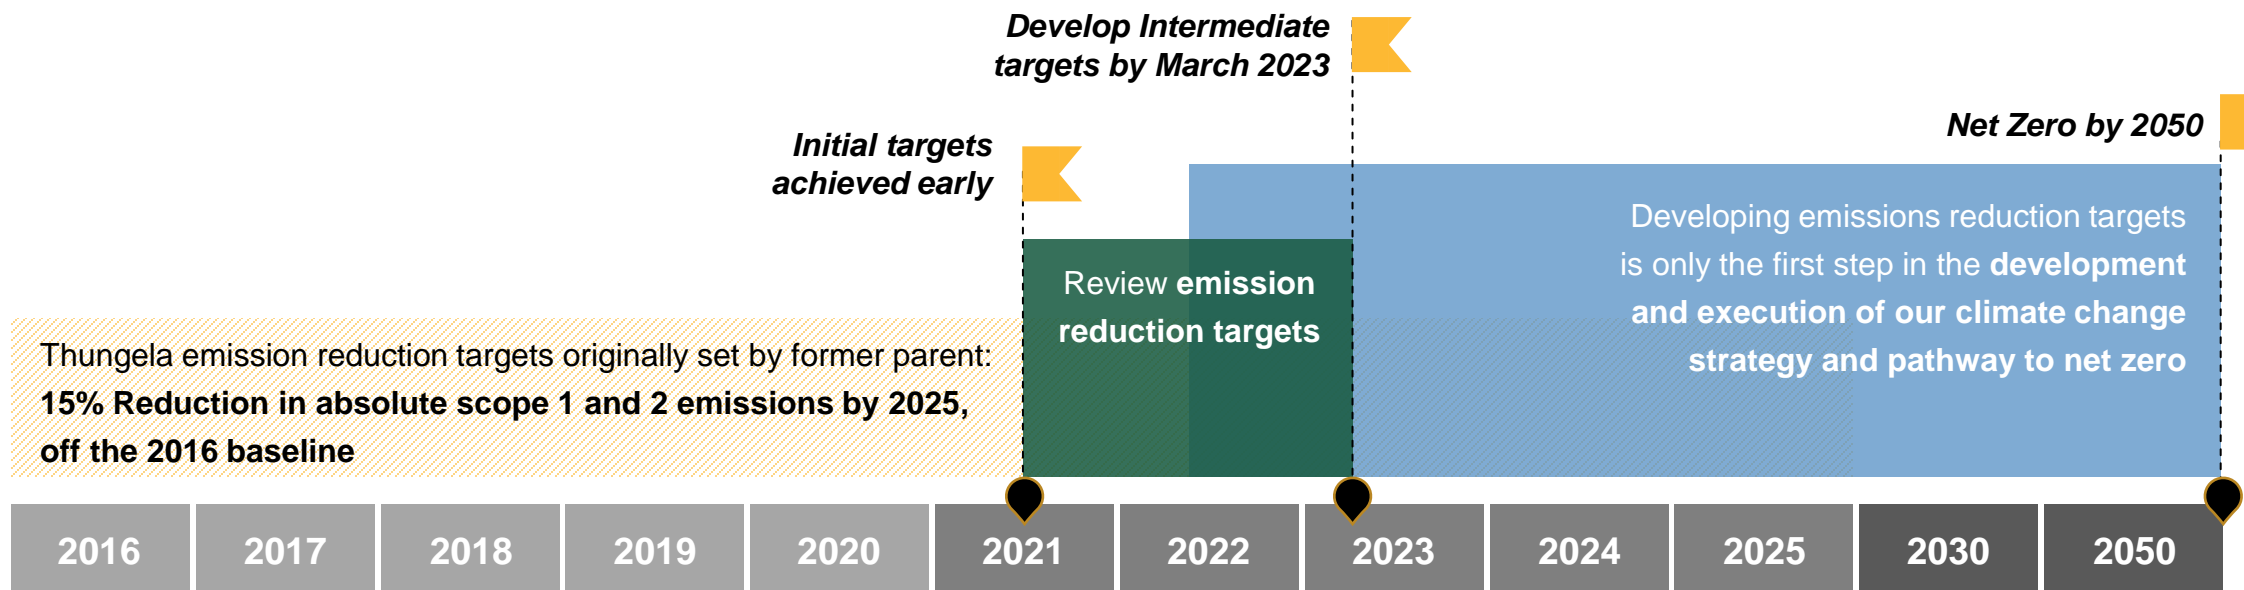 Develop Intermediate
targets by March 2023
Net Zero by 2050
Initial targets
achieved early
Developing emissions reduction targets
is only the first step in the development
and execution of our climate change
strategy and pathway to net zero
Review emission
reduction targets
Thungela emission reduction targets originally set by former parent:
15% Reduction in absolute scope 1 and 2 emissions by 2025,
off the 2016 baseline
2016 2017 2018 2019 2020 2021 2022 2023 2024 2025 2030 2050